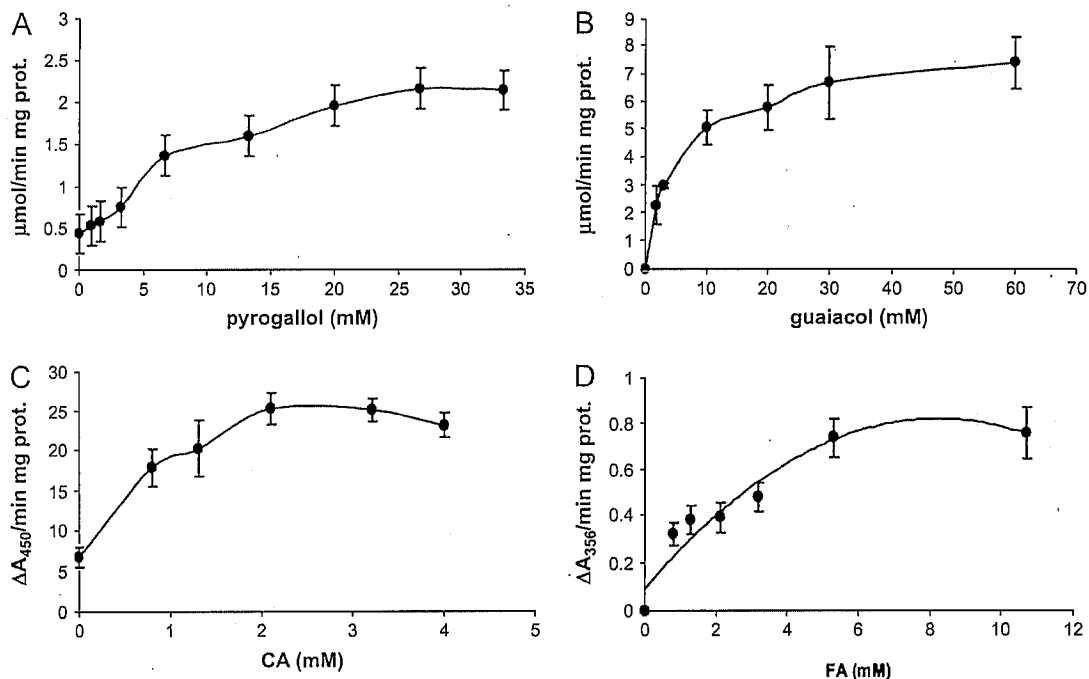 A
μmol/min mg prot.
3
2.5
2
1.5
1
0.5
0
0 5 10 15 20 25 30 35
pyrogallol (mM)
B
μmol/min mg prot.
9
8
7
6
5
4
3
2
1
0
0 10 20 30 40 50 60 70
guaiacol (mM)
C
ΔA450/min mg prot.
30
25
20
15
10
5
0
0 1 2 3 4 5
CA (mM)
D
ΔA356/min mg prot.
1
0.8
0.6
0.4
0.2
0
0 2 4 6 8 10 12
FA (mM)